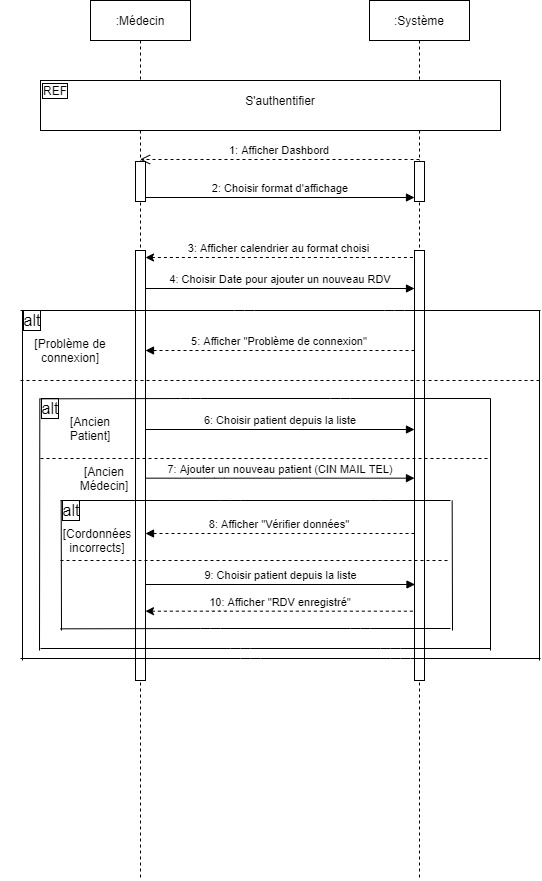 :Médecin
:Système
REF
S'authentifier
1: Afficher Dashbord
2: Choisir format d'affichage
3: Afficher calendrier au format choisi
4: Choisir Date pour ajouter un nouveau RDV
alt
[Problème de
connexion]
5: Afficher "Problème de connexion"
alt
[Ancien
Patient]
6: Choisir patient depuis la liste
[Ancien
Médecin]
7: Ajouter un nouveau patient (CIN MAIL TEL)
alt
[Cordonnées
incorrects]
8: Afficher "Vérifier données"
9: Choisir patient depuis la liste
10: Afficher "RDV enregistré"